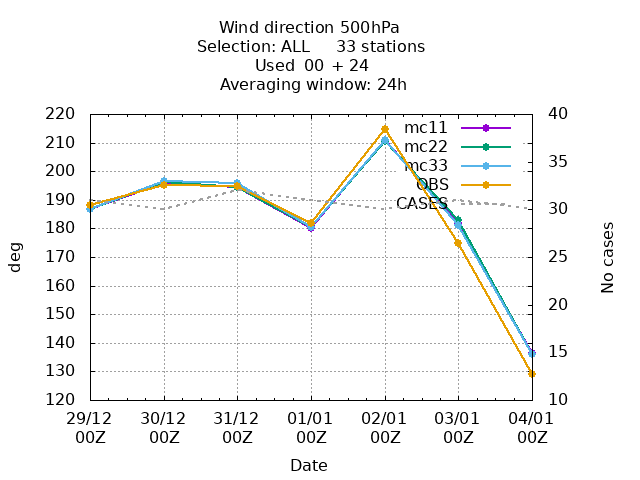 Wind direction 500hPa
Selection: ALL 33 stations
Used 00 + 24
Averaging window: 24h
220
210
200
190
180
170
160
150
140
130
120
deg
40
35
30
25
20
15
10
No cases
mc11
mc22
mc33
OBS
CASES
29/12 30/12 31/12 01/01 02/01 03/01 04/01
00Z 00Z 00Z 00Z 00Z 00Z 00Z
Date